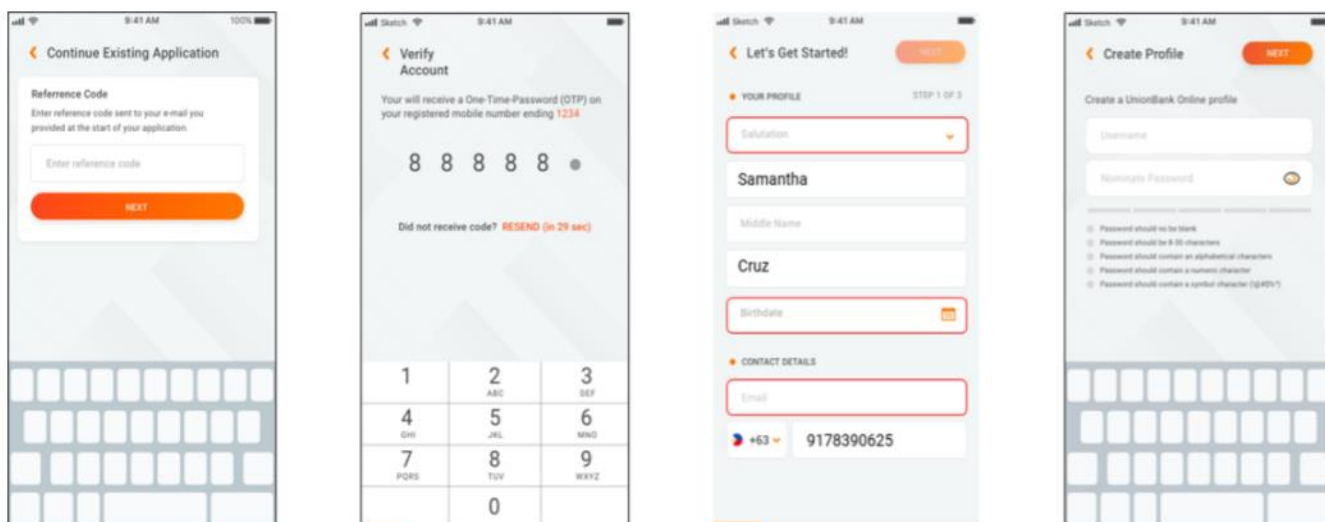 9:41 AM
100%
Continue Existing Application
Referrence Code
Enter reference code sent to your e-mail you
provided at the start of your application.
Enter reference code
NEXT
Sketch
9:41 AM
Verify
Account
Your will receive a One-Time-Password (OTP) on
your registered mobile number ending 1234
8 8 8 8 8
Did not receive code? RESEND (in 29 sec)
1
2
ABC
3
DEF
4
GHI
5
JKL
6
MNO
7
PQRS
8
TUV
9
WXYZ
0
Sketch
9:41 AM
Let's Get Started!
NEXT
YOUR PROFILE
STEP 1 OF 3
Salutation
Samantha
Middle Name
Cruz
Birthdate
CONTACT DETAILS
Email
+63
9178390625
Sketch
9:41 AM
Create Profile
NEXT
Create a UnionBank Online profile
Username
Nominate Password
Password should no be blank
Password should be 8-30 characters
Password should contain an alphabetical characters
Password should contain a numeric character
Password should contain a symbol character